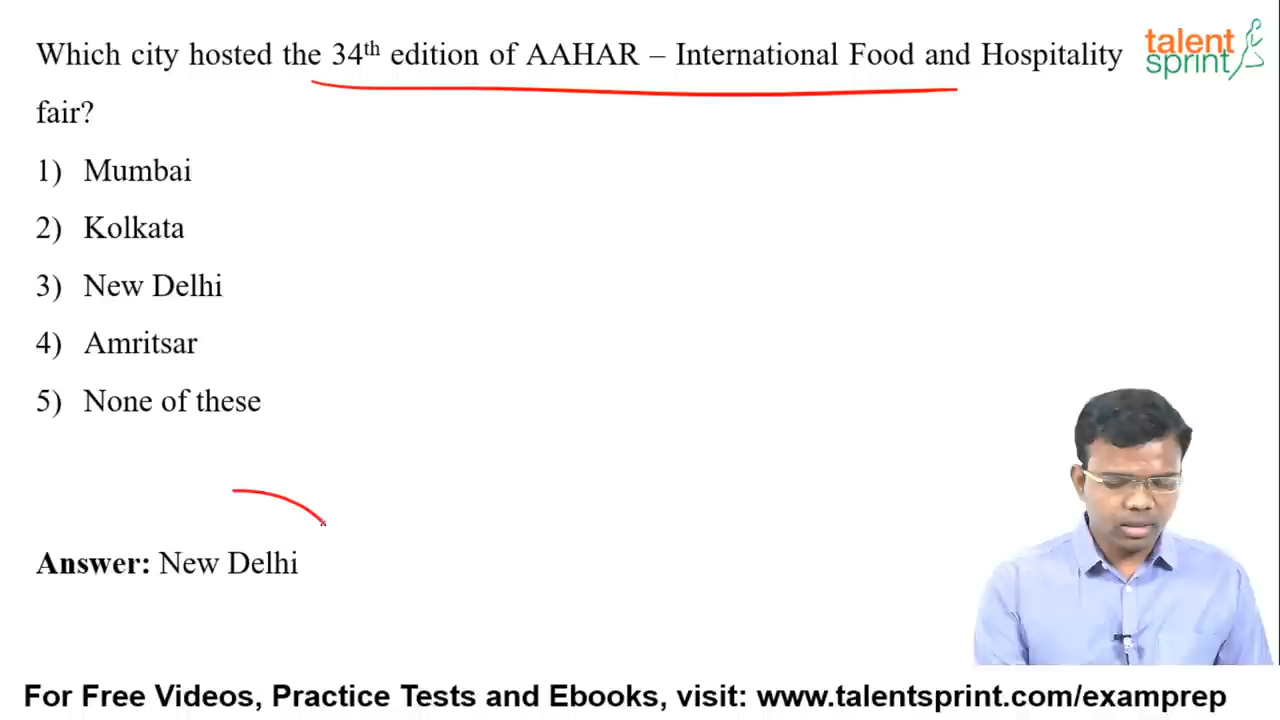 Which city hosted the 34th edition of AAHAR – International Food and Hospitality
fair?
1) Mumbai
2) Kolkata
3) New Delhi
4) Amritsar
5) None of these
Answer: New Delhi
talent
sprint
For Free Videos, Practice Tests and Ebooks, visit: www.talentsprint.com/examprep